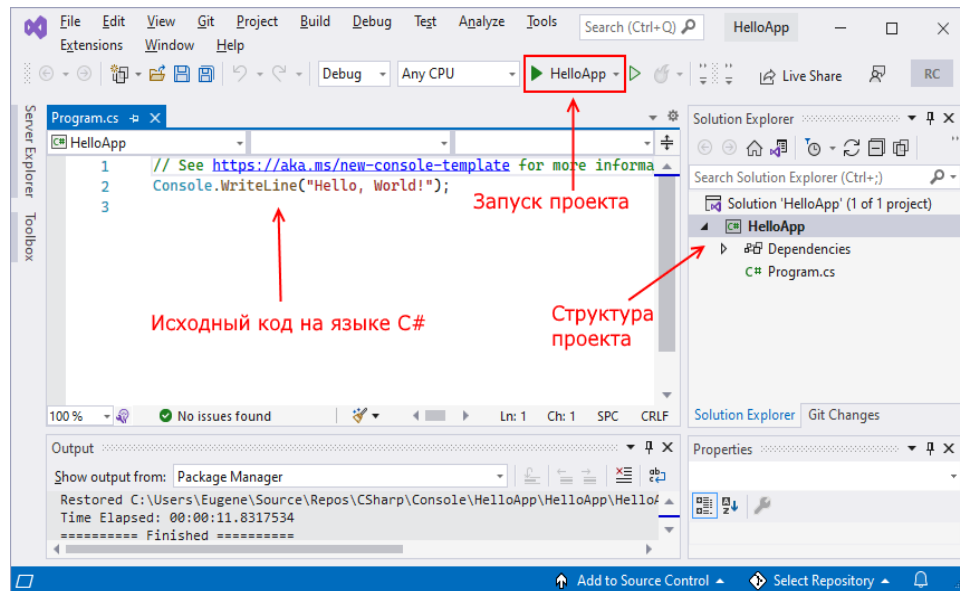 File Edit View Git Project Build Debug Test Analyze Tools Search (Ctrl+Q) HelloApp
Extensions Window Help
Debug Any CPU HelloApp Live Share RC
Server Explorer
Toolbox
Program.cs
C# HelloApp
1 // See https://aka.ms/new-console-template for more informa
2 Console.WriteLine("Hello, World!");
3
Запуск проекта
Исходный код на языке C#
Структура
проекта
100 % No issues found Ln: 1 Ch: 1 SPC CRLF
Solution Explorer
Search Solution Explorer (Ctrl+;)
Solution 'HelloApp' (1 of 1 project)
C# HelloApp
Dependencies
C# Program.cs
Solution Explorer Git Changes
Output
Show output from: Package Manager
Restored C:\Users\Eugene\Source\Repos\CSharp\Console\HelloApp\HelloApp\HelloA
Time Elapsed: 00:00:11.8317534
========== Finished ==========
Properties
Add to Source Control Select Repository